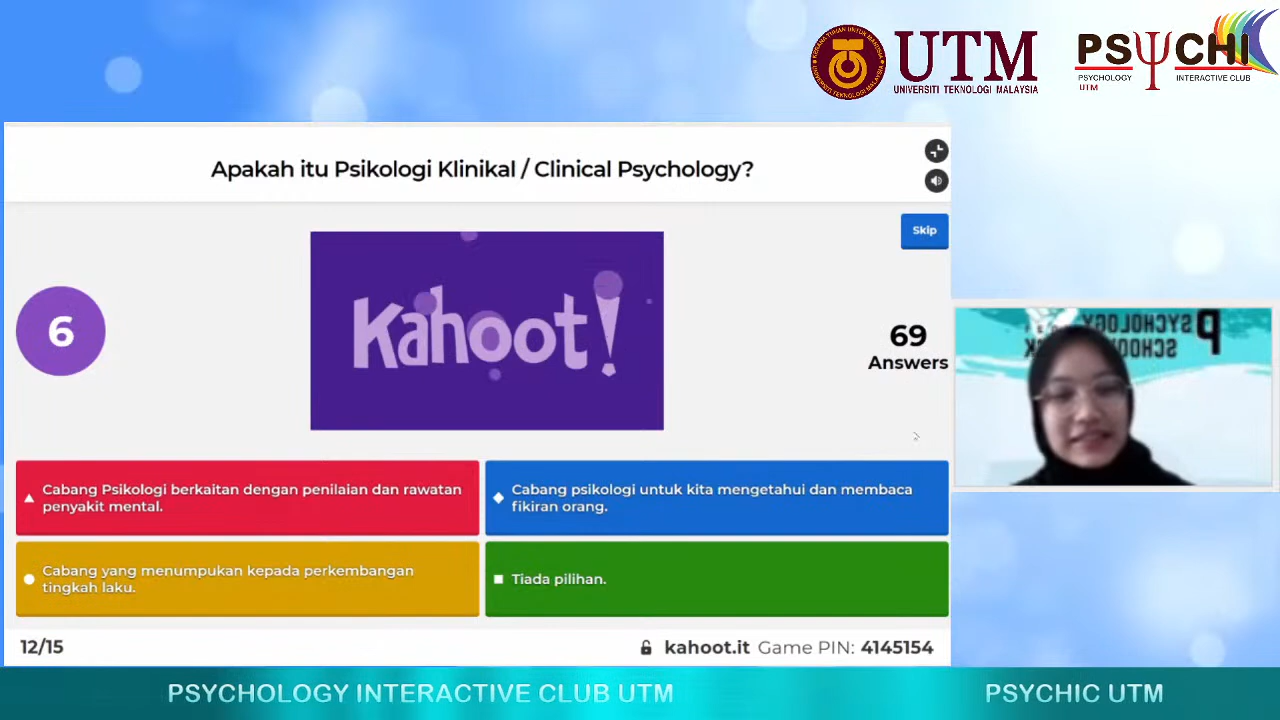 UTM
UNIVERSITI TEKNOLOGI MALAYSIA
PSΨCHI
PSYCHOLOGY INTERACTIVE CLUB
UTM
Apakah itu Psikologi Klinikal / Clinical Psychology?
Skip
6
Kahoot!
69
Answers
PSYCHOLOGY
SCHOO
Cabang Psikologi berkaitan dengan penilaian dan rawatan
penyakit mental.
Cabang psikologi untuk kita mengetahui dan membaca
fikiran orang.
Cabang yang menumpukan kepada perkembangan
tingkah laku.
Tiada pilihan.
12/15
kahoot.it Game PIN: 4145154
PSYCHOLOGY INTERACTIVE CLUB UTM
PSYCHIC UTM